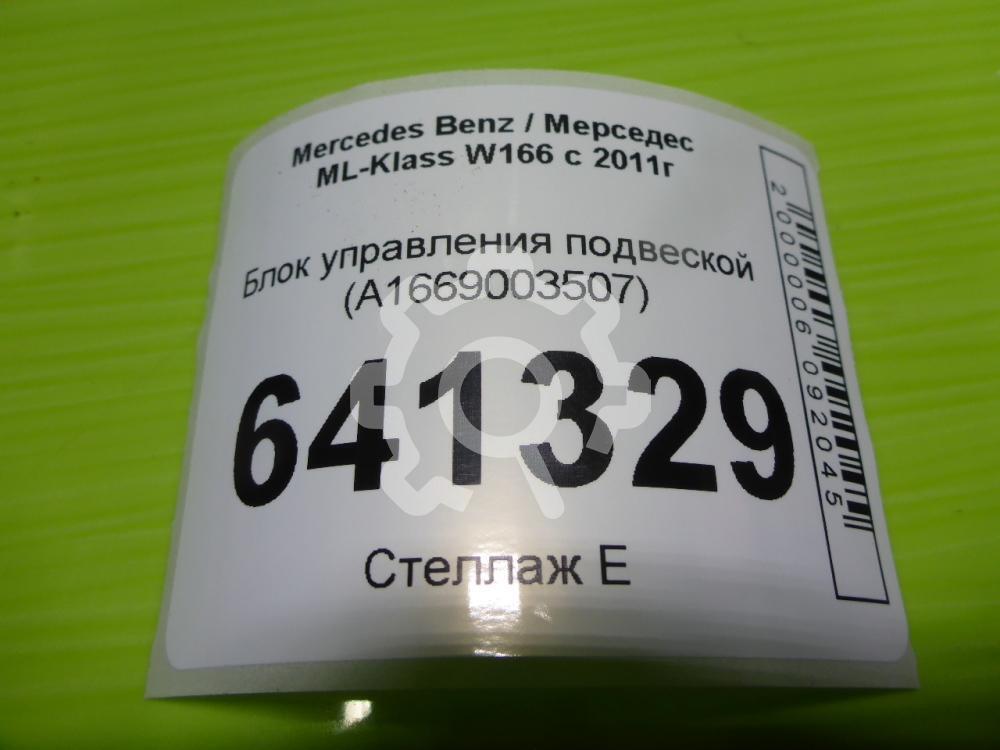 Mercedes Benz / Мерседес
ML-Klass W166 с 2011г
Блок управления подвеской
(A1669003507)
641329
Стеллаж Е
2000006092045